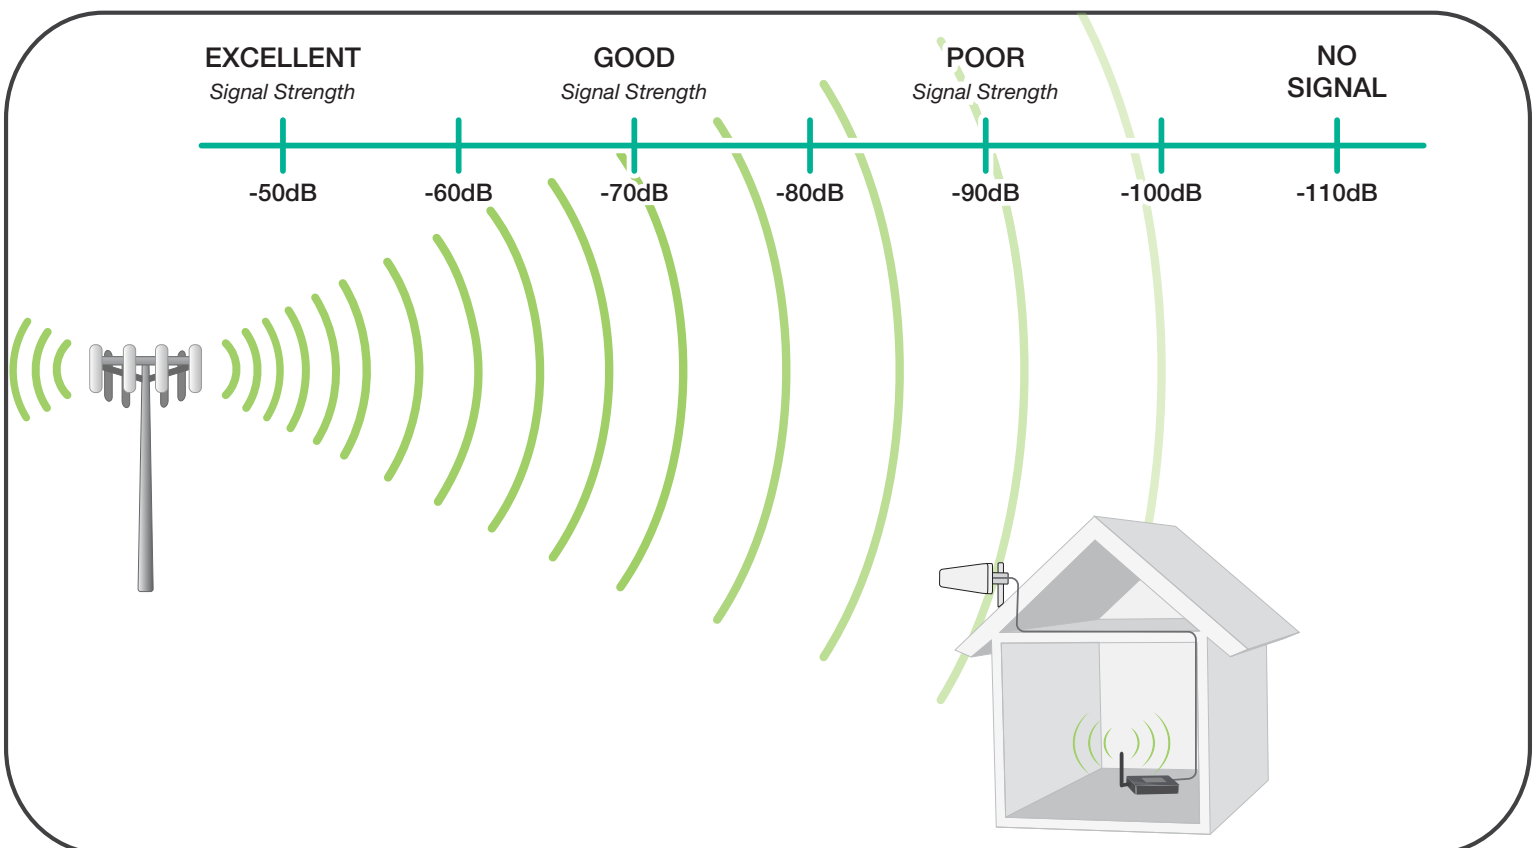 EXCELLENT
Signal Strength
GOOD
Signal Strength
POOR
Signal Strength
NO
SIGNAL
-50dB
-60dB
-70dB
-80dB
-90dB
-100dB
-110dB